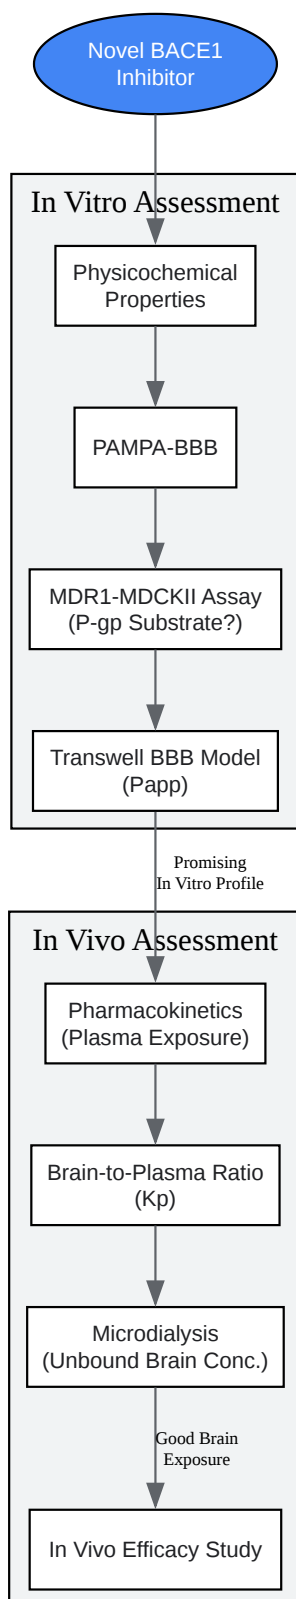 Novel BACE1
Inhibitor
In Vitro Assessment
Physicochemical
Properties
PAMPA-BBB
MDR1-MDCKII Assay
(P-gp Substrate?)
Transwell BBB Model
(Papp)
Promising
In Vitro Profile
In Vivo Assessment
Pharmacokinetics
(Plasma Exposure)
Brain-to-Plasma Ratio
(Kp)
Microdialysis
(Unbound Brain Conc.)
Good Brain
Exposure
In Vivo Efficacy Study